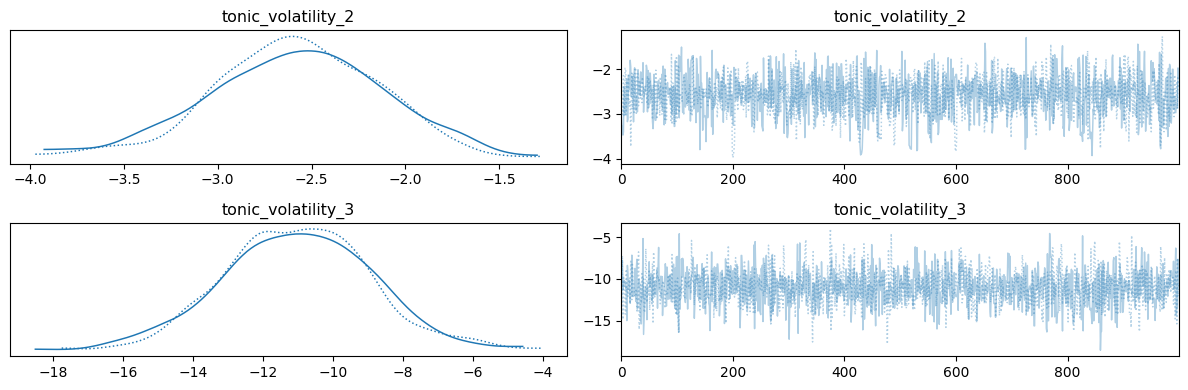 tonic_volatility_2
−4.0 −3.5 −3.0 −2.5 −2.0 −1.5
tonic_volatility_2
−2
−3
−4
0 200 400 600 800
tonic_volatility_3
−18 −16 −14 −12 −10 −8 −6 −4
tonic_volatility_3
−5
−10
−15
0 200 400 600 800